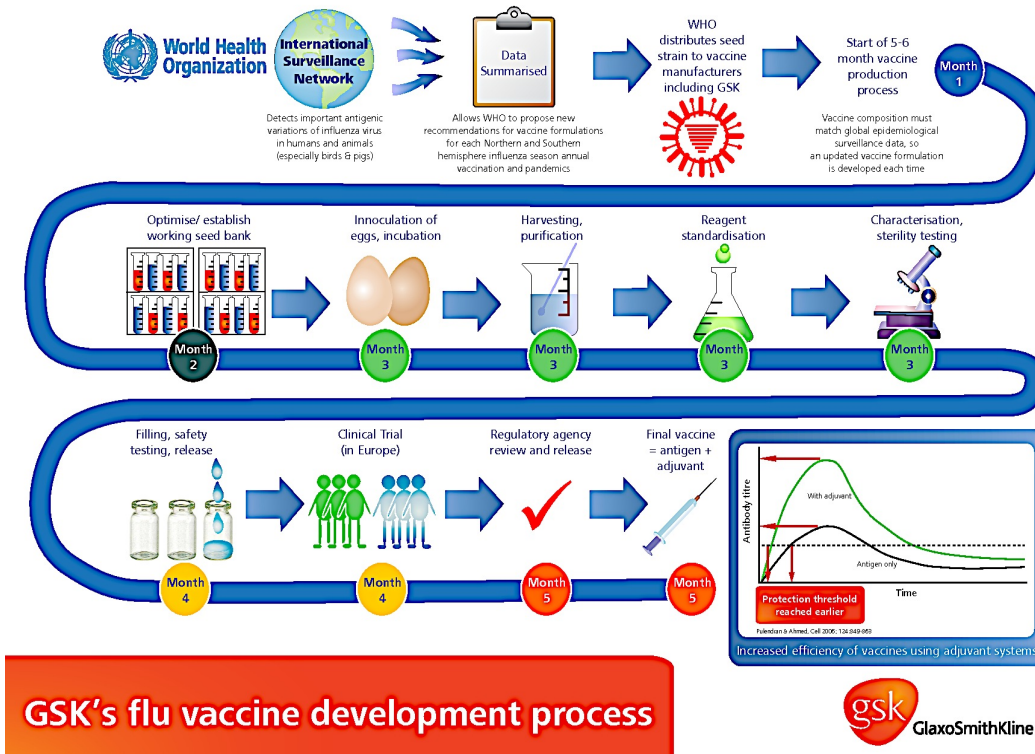 World Health
Organization
International
Surveillance
Network
Detects important antigenic
variations of influenza virus
in humans and animals
(especially birds & pigs)
Data
Summarised
Allows WHO to propose new
recommendations for vaccine formulations
for each Northern and Southern
hemisphere influenza season annual
vaccination and pandemics
WHO
distributes seed
strain to vaccine
manufacturers
including GSK
Start of 5-6
month vaccine
production
process
Vaccine composition must
match global epidemiological
surveillance data, so
an updated vaccine formulation
is developed each time
Month
1
Optimise/ establish
working seed bank
Month
2
Innoculation of
eggs, incubation
Month
3
Harvesting,
purification
Month
3
Reagent
standardisation
Month
3
Characterisation,
sterility testing
Month
3
Filling, safety
testing, release
Month
4
Clinical Trial
(in Europe)
Month
4
Regulatory agency
review and release
Month
5
Final vaccine
= antigen +
adjuvant
Month
5
Antibody titre
With adjuvant
Antigen only
Time
Protection threshold
reached earlier
Pulendran & Ahmed, Cell 2006; 124:849-863
Increased efficiency of vaccines using adjuvant systems
GSK's flu vaccine development process
gsk
GlaxoSmithKline